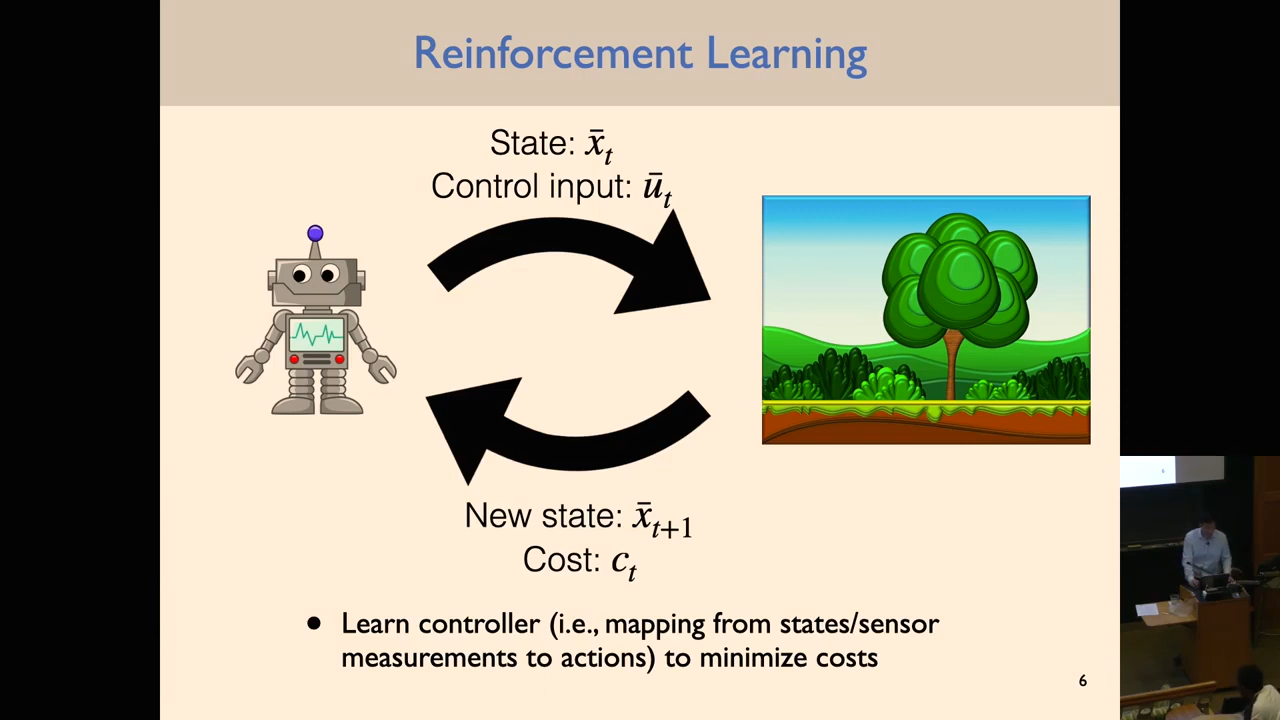 Reinforcement Learning
State: x̄ₜ
Control input: ūₜ
New state: x̄ₜ₊₁
Cost: cₜ
• Learn controller (i.e., mapping from states/sensor
measurements to actions) to minimize costs
6